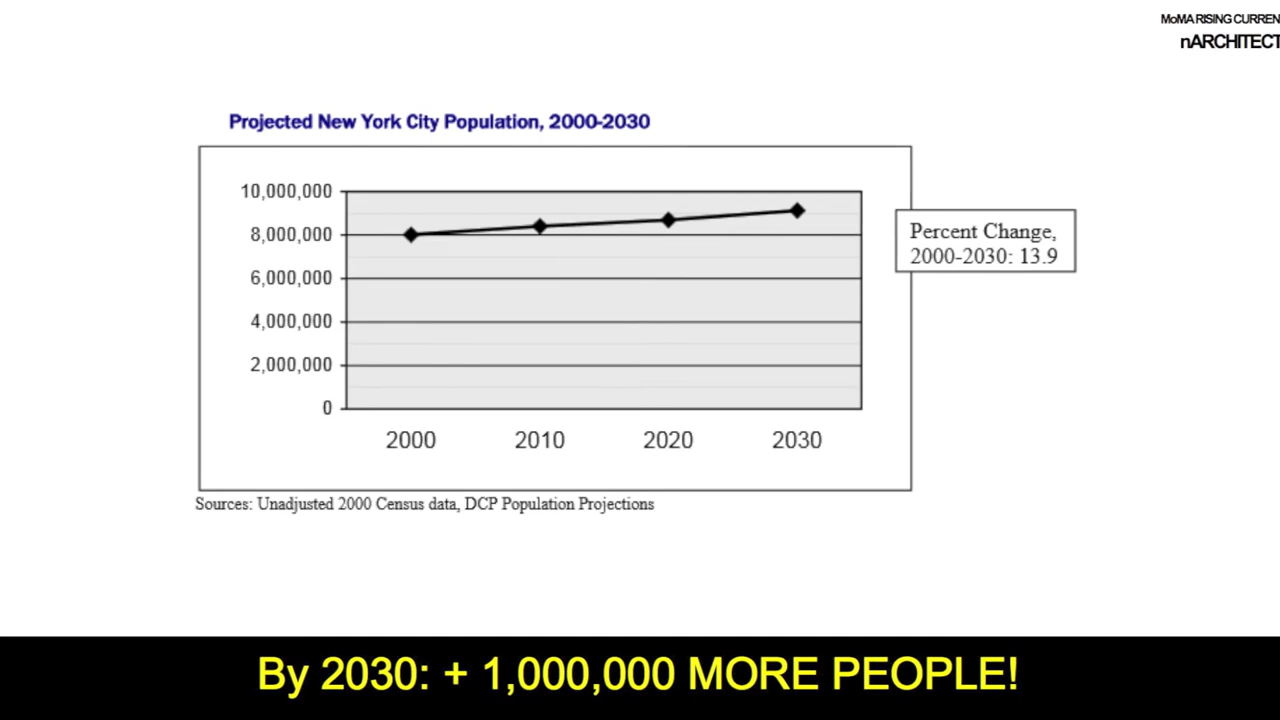 MoMA RISING CURREN
nARCHITECT
Projected New York City Population, 2000-2030
10,000,000
8,000,000
6,000,000
4,000,000
2,000,000
0
Percent Change,
2000-2030: 13.9
2000 2010 2020 2030
Sources: Unadjusted 2000 Census data, DCP Population Projections
By 2030: + 1,000,000 MORE PEOPLE!